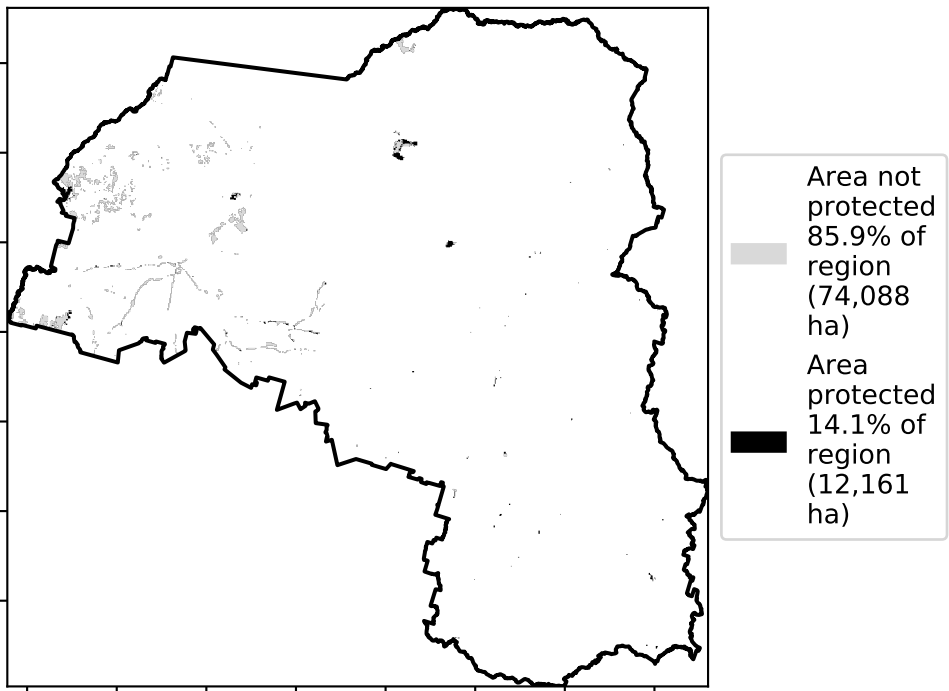 Area not
protected
85.9% of
region
(74,088
ha)
Area
protected
14.1% of
region
(12,161
ha)